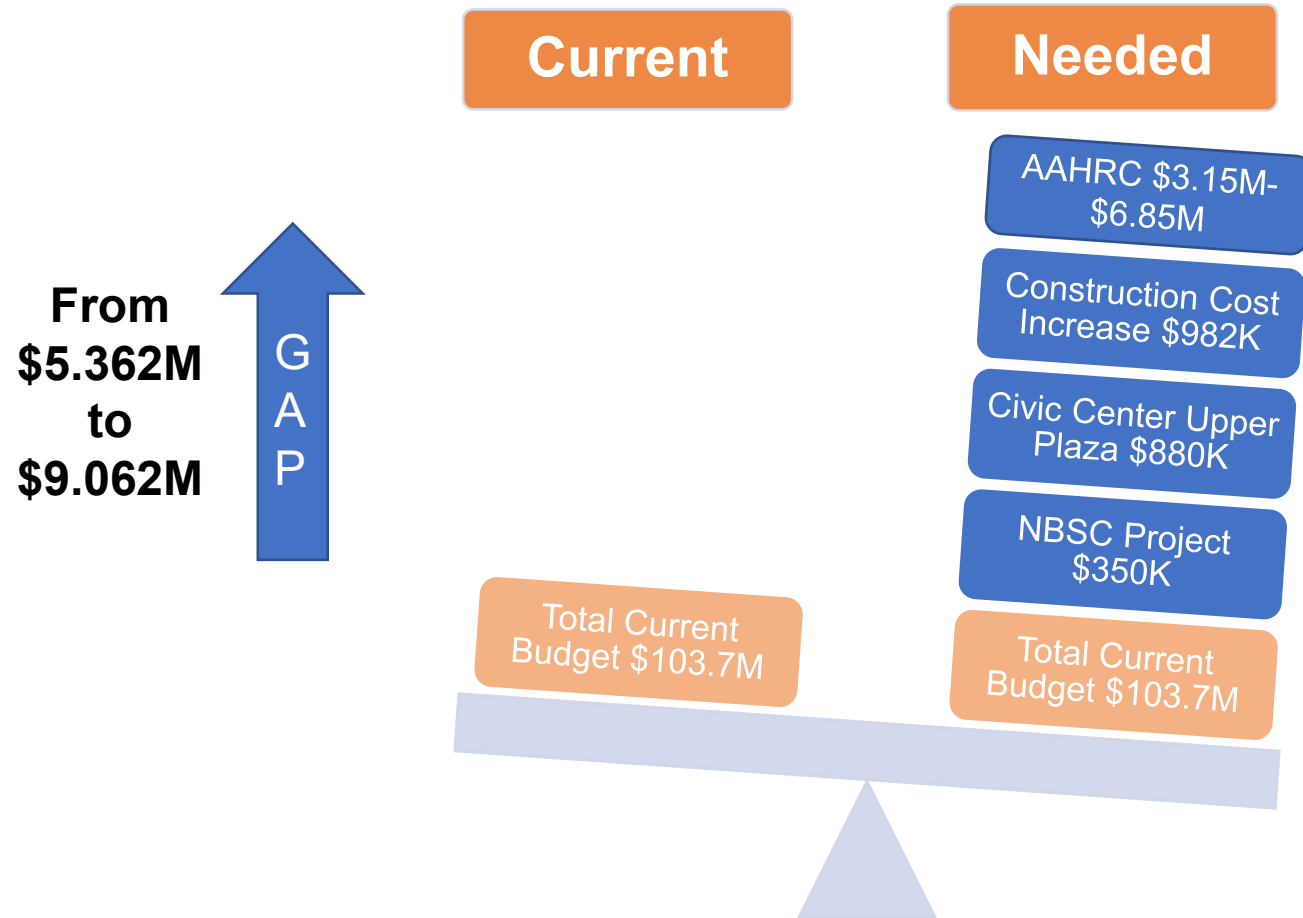 Current
Needed
From
$5.362M
to
$9.062M
G
A
P
AAHRC $3.15M-
$6.85M
Construction Cost
Increase $982K
Civic Center Upper
Plaza $880K
NBSC Project
$350K
Total Current
Budget $103.7M
Total Current
Budget $103.7M